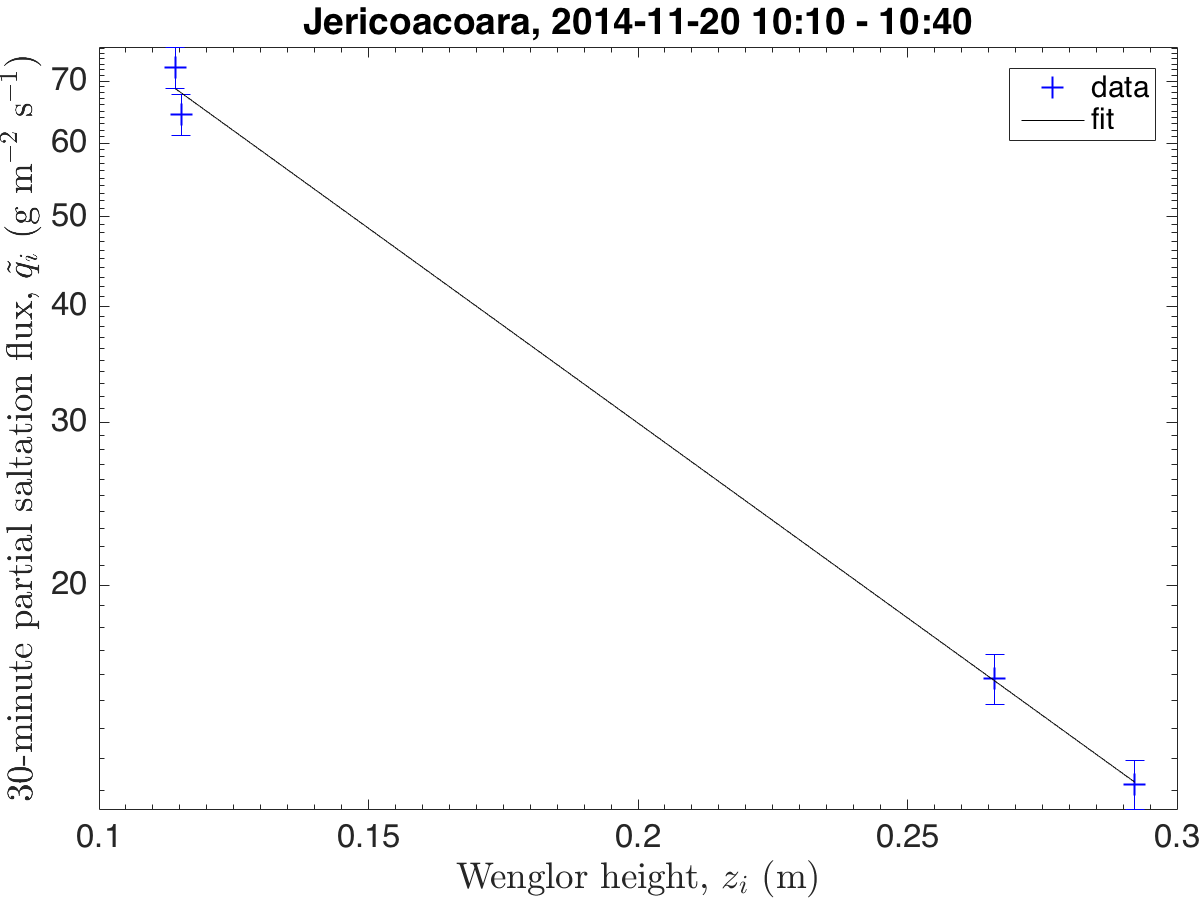 Jericoacoara, 2014-11-20 10:10 - 10:40
30-minute partial saltation flux, q̃ᵢ (g m⁻² s⁻¹)
70
60
50
40
30
20
data
fit
0.1 0.15 0.2 0.25 0.3
Wenglor height, zᵢ (m)